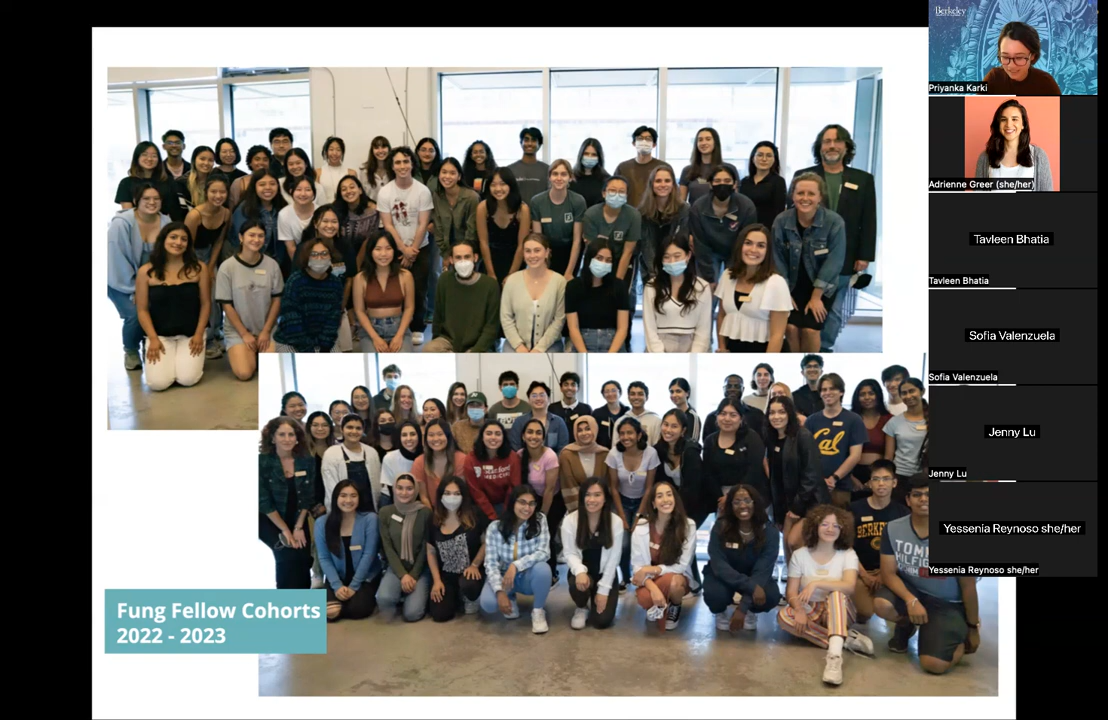 Fung Fellow Cohorts
2022 - 2023
Cal
Berkeley
Priyanka Karki
Adrienne Greer (she/her)
Tavleen Bhatia
Tavleen Bhatia
Sofia Valenzuela
Sofia Valenzuela
Jenny Lu
Jenny Lu
Yessenia Reynoso she/her
Yessenia Reynoso she/her